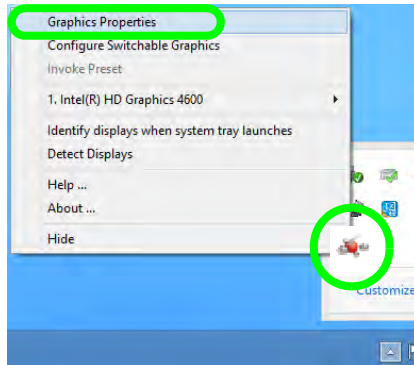 Graphics Properties
Configure Switchable Graphics
Invoke Preset
1. Intel(R) HD Graphics 4600
Identify displays when system tray launches
Detect Displays
Help ...
About ...
Hide